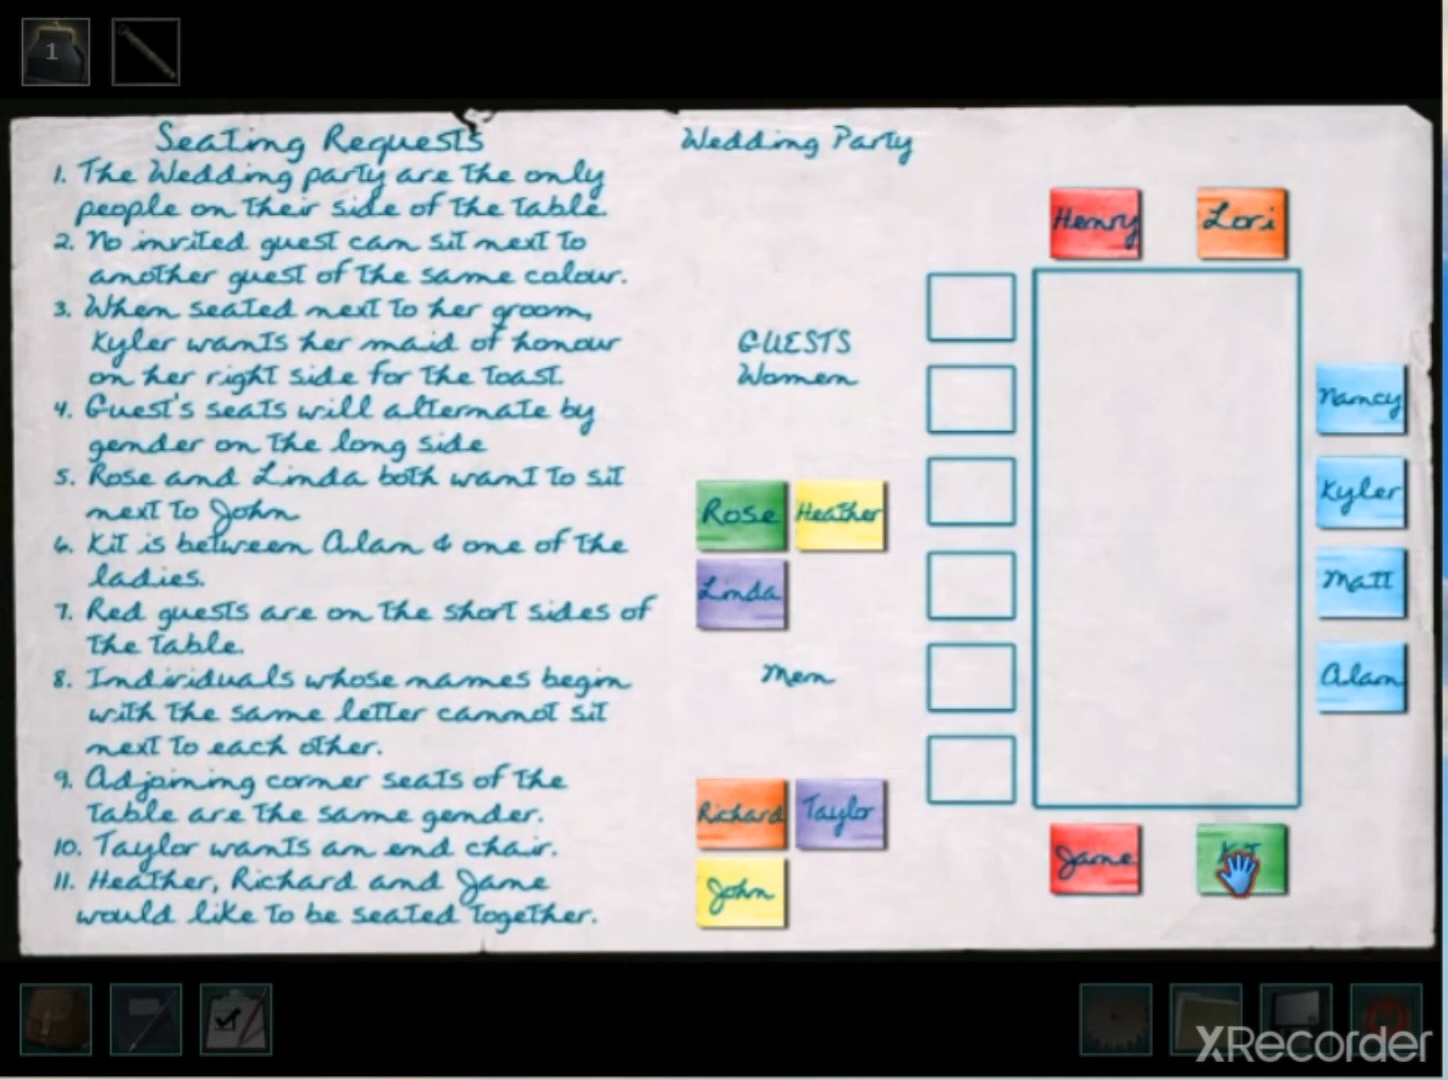 1
Seating Requests
1. The Wedding party are the only
people on their side of the table.
2. No invited guest can sit next to
another guest of the same colour.
3. When seated next to her groom,
Kyler wants her maid of honour
on her right side for the toast.
4. Guest's seats will alternate by
gender on the long side
5. Rose and Linda both want to sit
next to John
6. Kit is between Alan & one of the
ladies.
7. Red guests are on the short sides of
the table.
8. Individuals whose names begin
with the same letter cannot sit
next to each other.
9. Adjoining corner seats of the
table are the same gender.
10. Taylor wants an end chair.
11. Heather, Richard and Jane
would like to be seated together.
Wedding Party
GUESTS
Women
Rose Heather
Linda
Men
Richard Taylor
John
Henry Lori
Nancy
Kyler
Matt
Alan
Jane
XRecorder